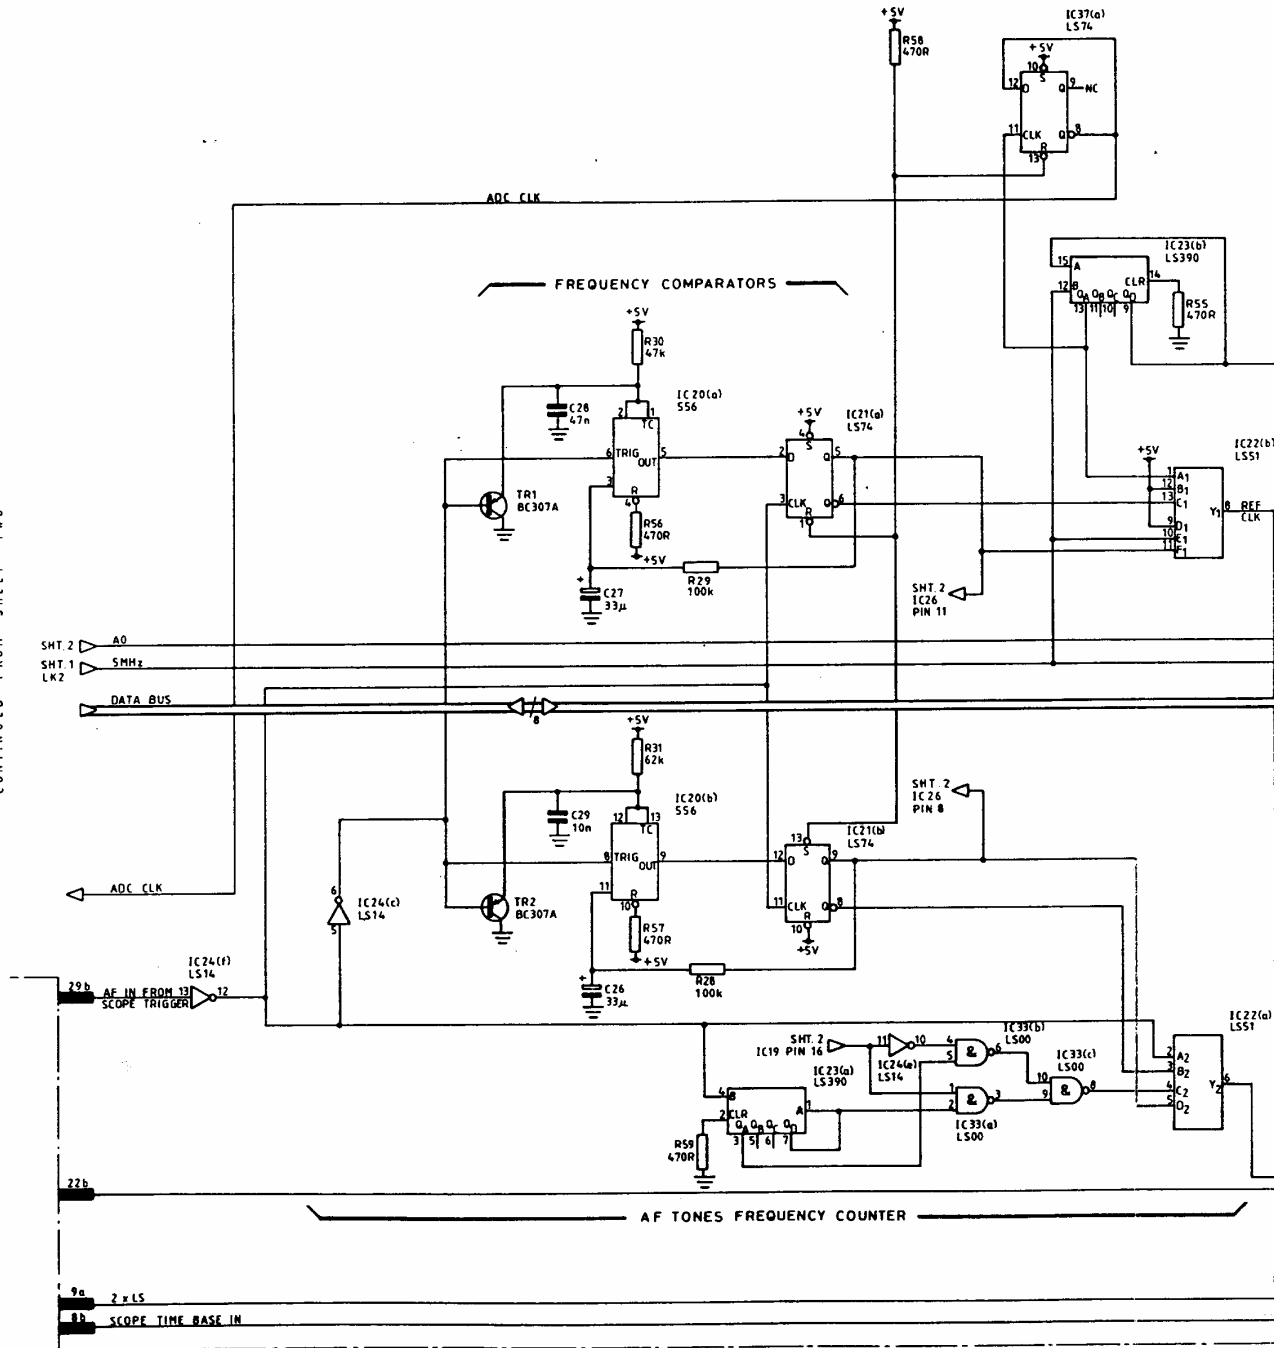 +5V
R58
470R
IC37(a)
LS74
+5V
10
S
12
D
Q
9
NC
11
CLK
Q
8
R
13
ADC CLK
IC23(b)
LS390
15
A
12
B
CLR
14
QA QB QC QD
13 11 10 9
R55
470R
FREQUENCY COMPARATORS
+5V
R30
47k
C28
47n
IC20(a)
556
2
1
TC
6
TRIG
OUT
5
3
R
4
R56
470R
+5V
TR1
BC307A
+
C27
33µ
R29
100k
+5V
IC21(a)
LS74
4
S
2
D
Q
5
3
CLK
Q
6
R
1
SHT.2
IC26
PIN 11
+5V
IC22(b)
LS51
1
A1
12
B1
13
C1
9
D1
10
E1
11
F1
Y1
8
REF
CLK
SHT.2
A0
SHT.1
LK2
5MHz
DATA BUS
8
+5V
R31
62k
C29
10n
IC20(b)
556
12
13
TC
8
TRIG
OUT
9
11
R
10
R57
470R
+5V
TR2
BC307A
+
C26
33µ
R28
100k
SHT.2
IC26
PIN 8
IC21(b)
LS74
13
S
12
D
Q
9
11
CLK
Q
8
R
10
+5V
ADC CLK
6
IC24(c)
LS14
5
IC24(f)
LS14
29b
AF IN FROM
SCOPE TRIGGER
13
12
SHT.2
IC19 PIN 16
11
10
IC24(e)
LS14
IC33(b)
LS00
4
5
&
6
IC33(c)
LS00
10
9
&
8
1
2
&
3
IC33(a)
LS00
IC23(a)
LS390
4
B
2
CLR
A
1
QA QB QC QD
3 5 6 7
R59
470R
IC22(a)
LS51
2
A2
3
B2
4
C2
5
D2
Y2
6
22b
AF TONES FREQUENCY COUNTER
9a
2 x LS
8b
SCOPE TIME BASE IN